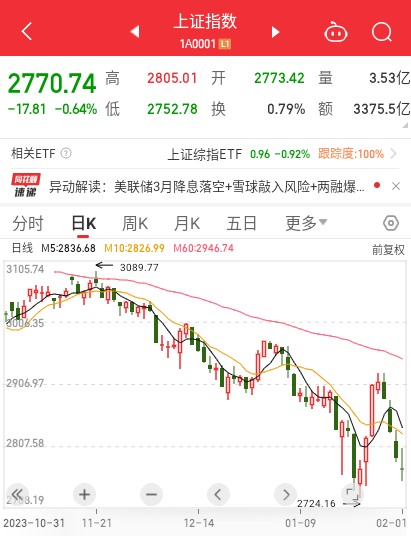 上证指数
1A0001 L1
2770.74 高 2805.01 开 2773.42 量 3.53亿
-17.81 -0.64% 低 2752.78 换 0.79% 额 3375.5亿
相关ETF ? 上证综指ETF 0.96 -0.92% 跟踪度:100%
同花顺速递 异动解读：美联储3月降息落空+雪球敲入风险+两融爆...
分时 日K 周K 月K 五日 更多
日线 M5:2836.68 M10:2826.99 M60:2946.74 前复权
3105.74
3089.77
3006.35
2906.97
2807.58
2724.16
2023-10-31 11-21 12-14 01-09 02-01